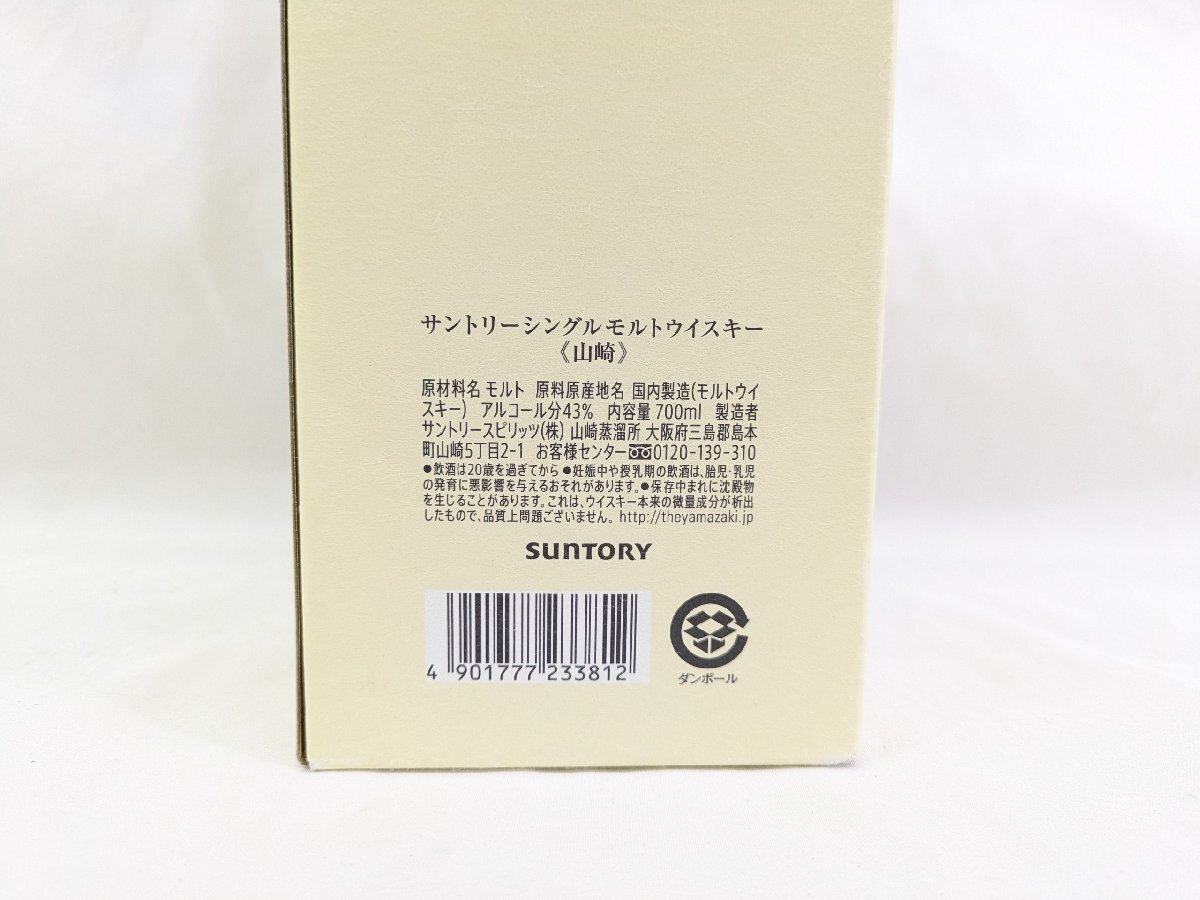 サントリーシングルモルトウイスキー
《山崎》
原材料名 モルト 原料原産地名 国内製造(モルトウイ
スキー) アルコール分43% 内容量 700ml 製造者
サントリースピリッツ(株) 山崎蒸溜所 大阪府三島郡島本
町山崎5丁目2-1 お客様センター 0120-139-310
●飲酒は20歳を過ぎてから●妊娠中や授乳期の飲酒は、胎児・乳児
の発育に悪影響を与えるおそれがあります。●保存中まれに沈殿物
を生じることがあります。これは、ウイスキー本来の微量成分が析出
したもので、品質上問題ございません。 http://theyamazaki.jp
SUNTORY
4 901777 233812
ダンボール